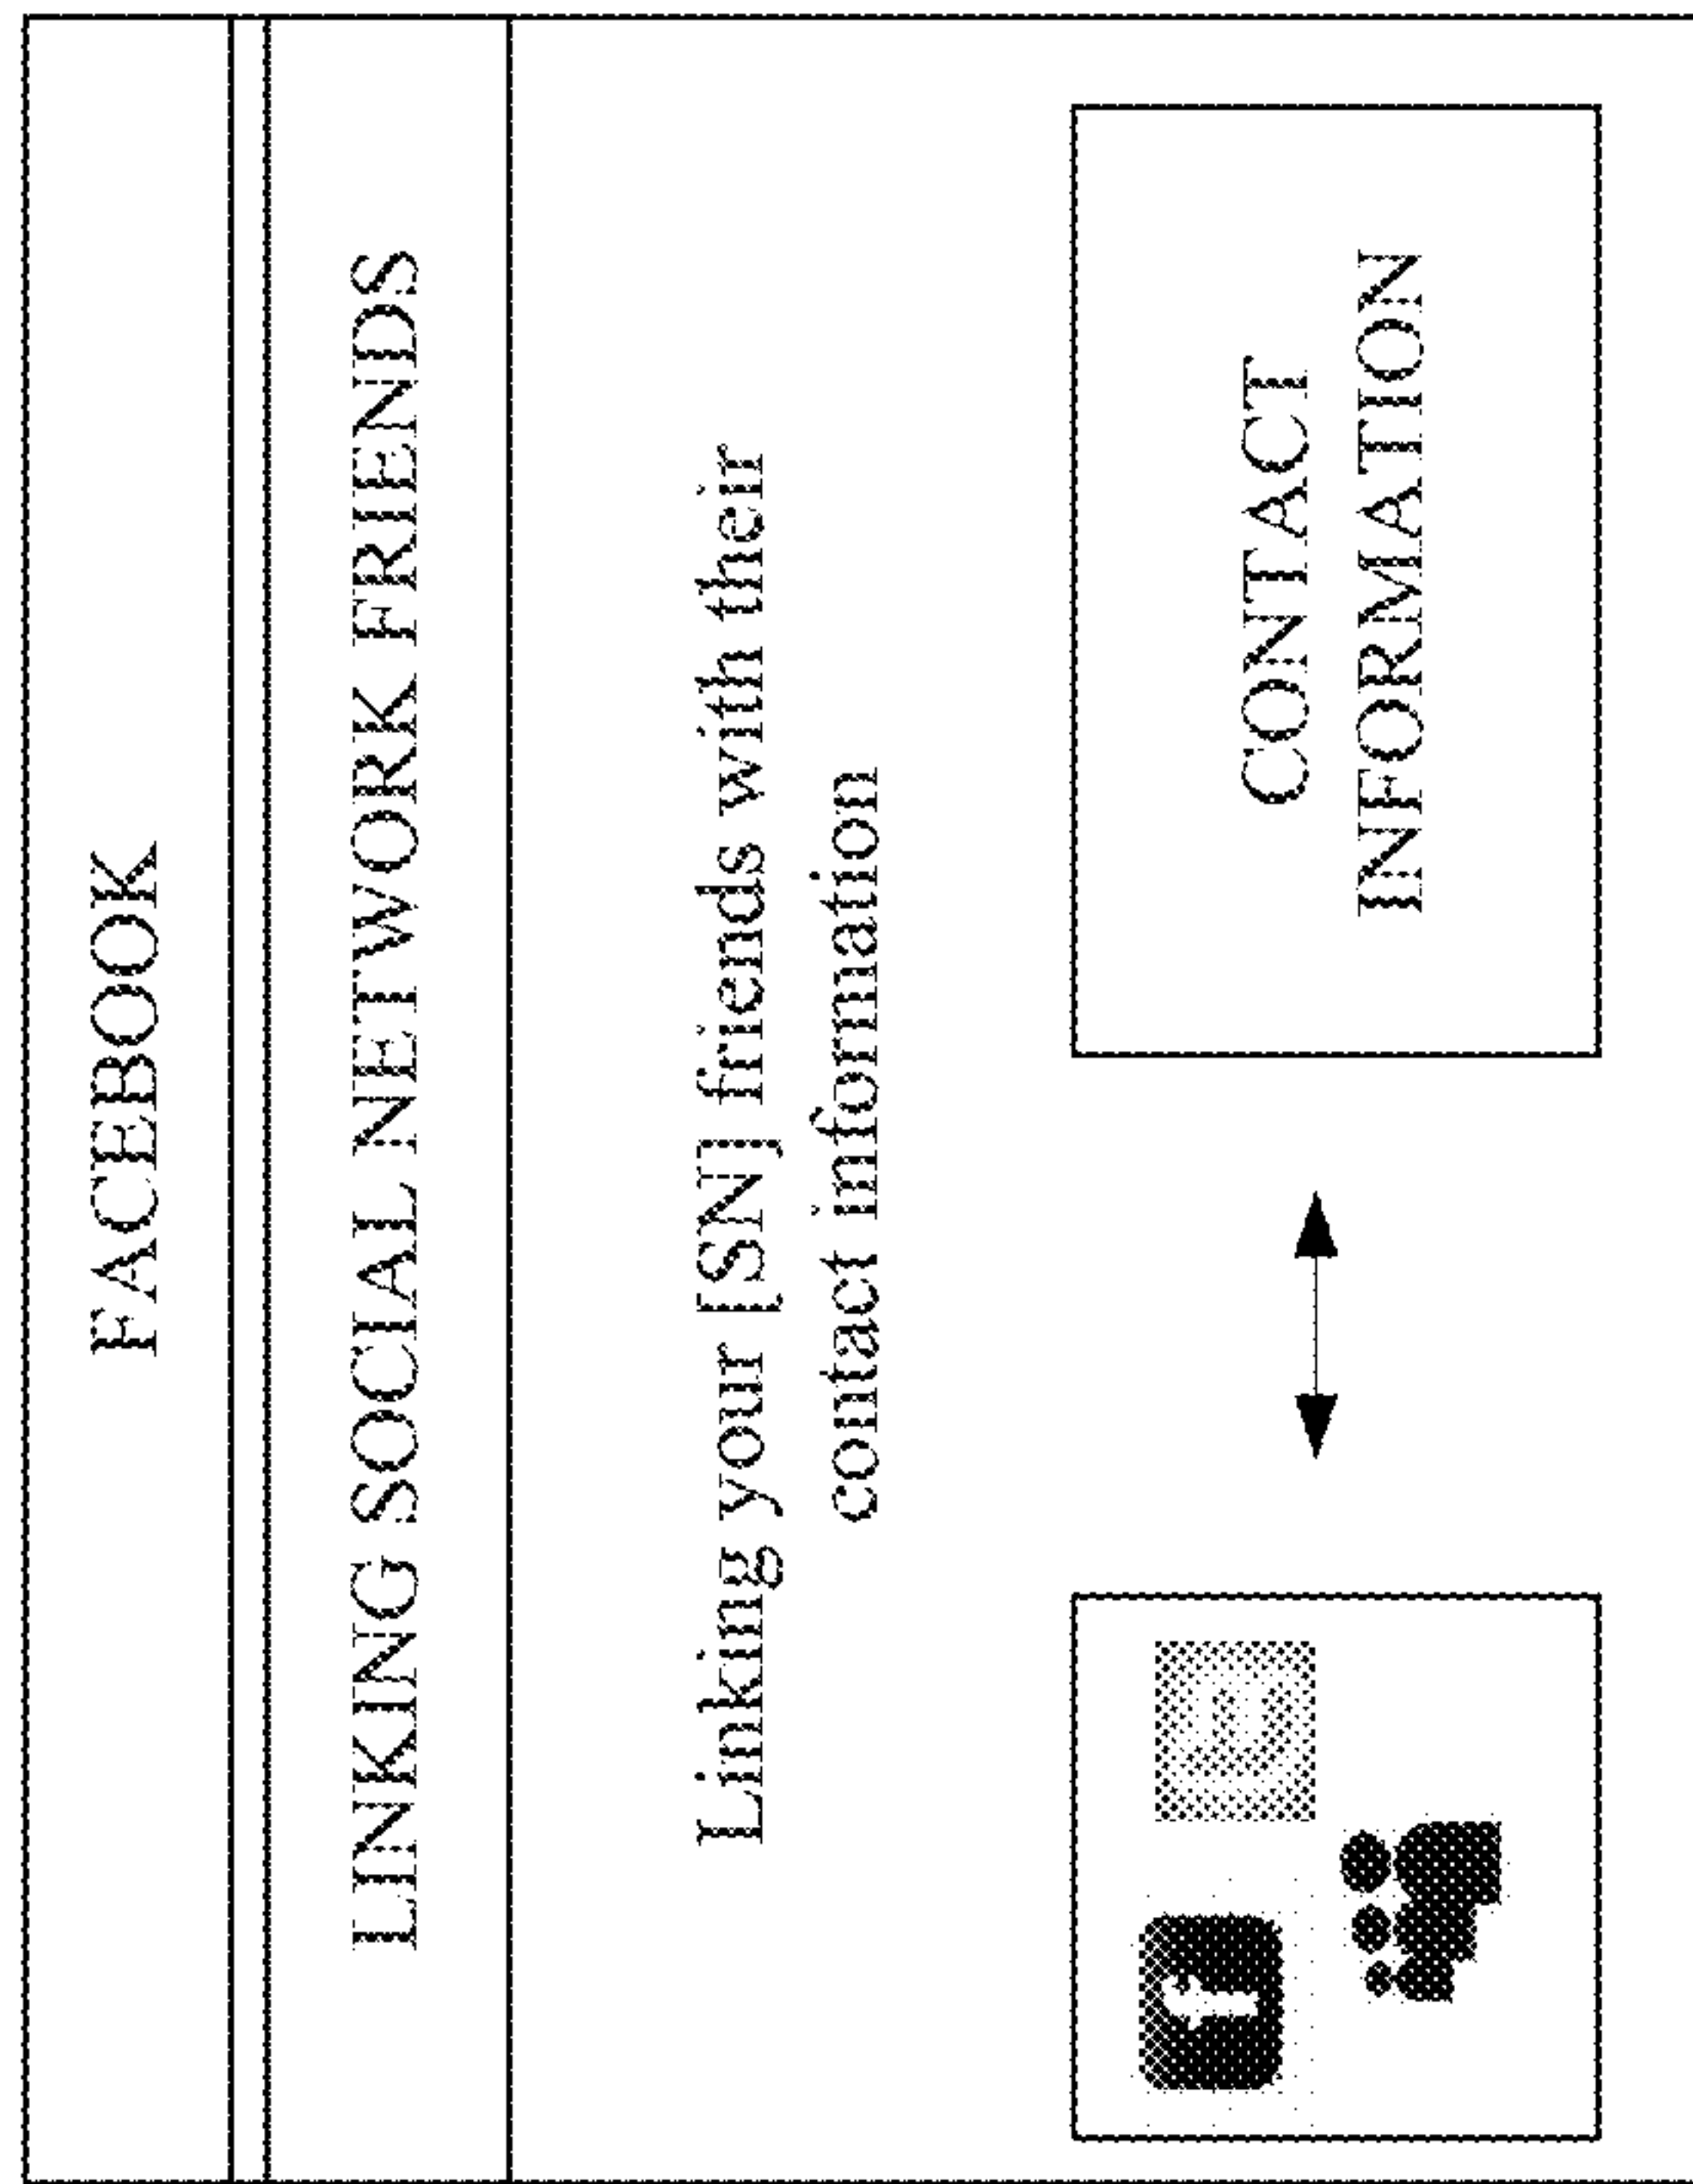 FACEBOOK
LINKING SOCIAL NETWORK FRIENDS
Linking your [SN] friends with their
contact information
f
CONTACT
INFORMATION